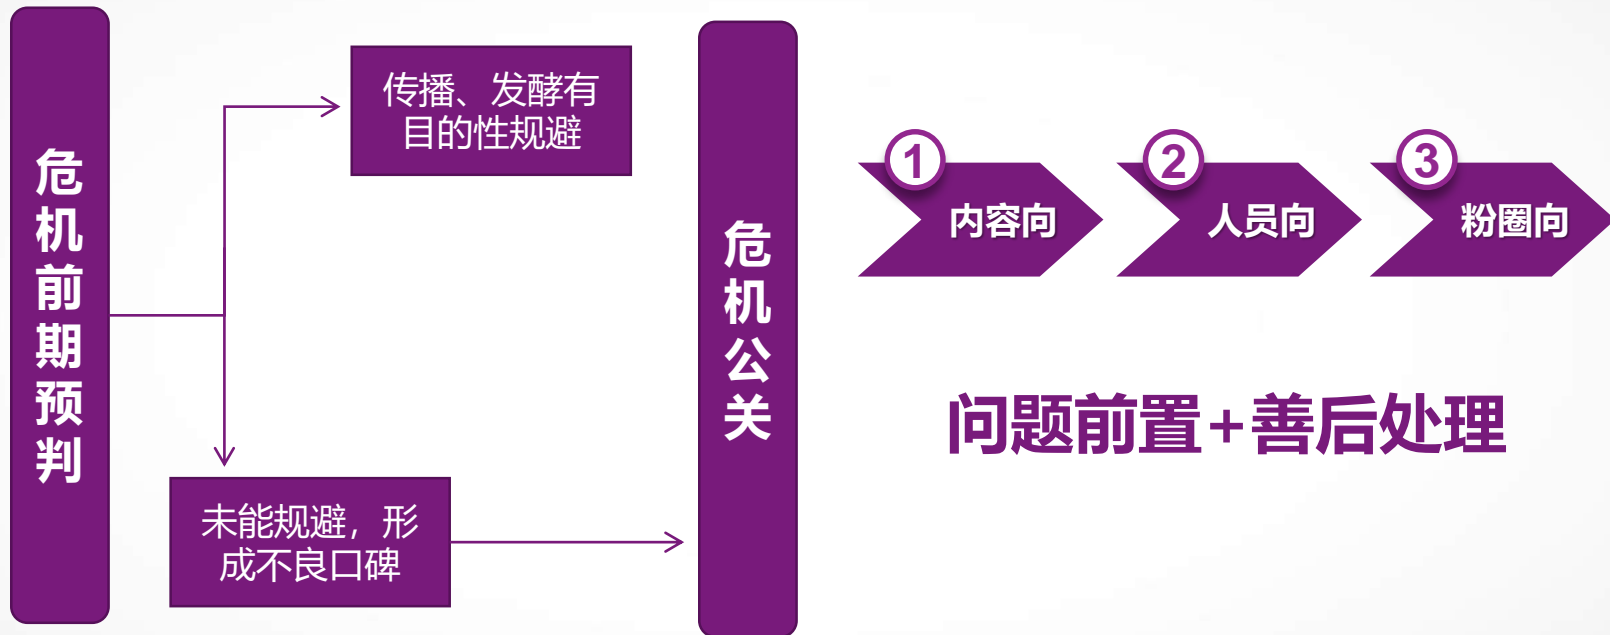 危机前期预判
传播、发酵有
目的性规避
未能规避，形
成不良口碑
危机公关
1
内容向
2
人员向
3
粉圈向
问题前置+善后处理